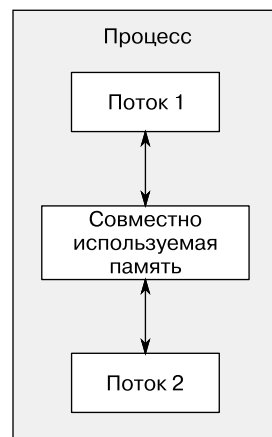 Процесс
Поток 1
Совместно
используемая
память
Поток 2